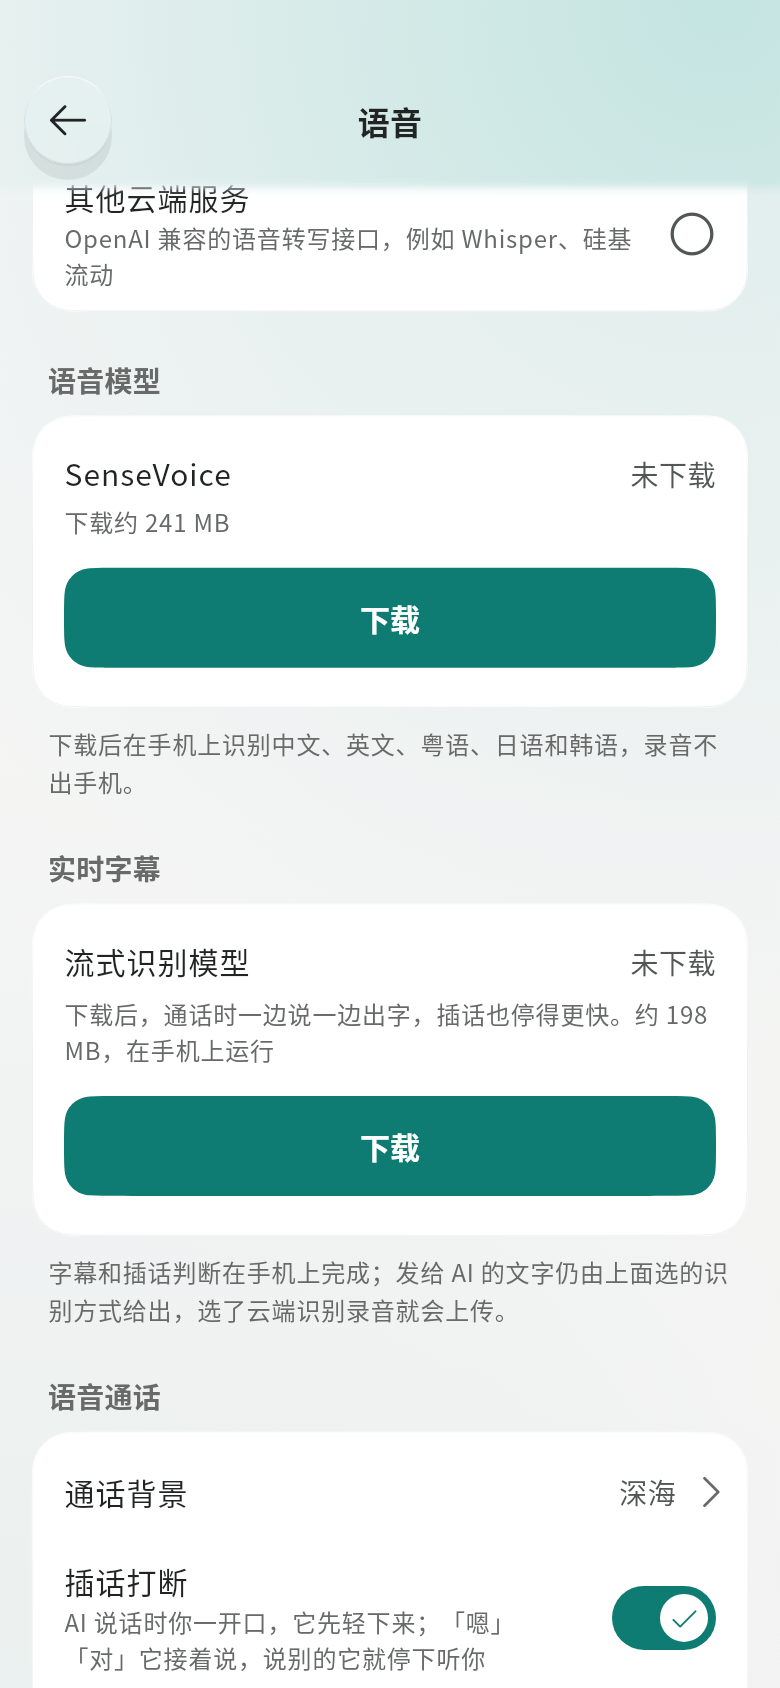 语音
其他云端服务
OpenAI 兼容的语音转写接口，例如 Whisper、硅基
流动
语音模型
SenseVoice
未下载
下载约 241 MB
下载
下载后在手机上识别中文、英文、粤语、日语和韩语，录音不
出手机。
实时字幕
流式识别模型
未下载
下载后，通话时一边说一边出字，插话也停得更快。约 198
MB，在手机上运行
下载
字幕和插话判断在手机上完成；发给 AI 的文字仍由上面选的识
别方式给出，选了云端识别录音就会上传。
语音通话
通话背景
深海
插话打断
AI 说话时你一开口，它先轻下来；「嗯」
「对」它接着说，说别的它就停下听你